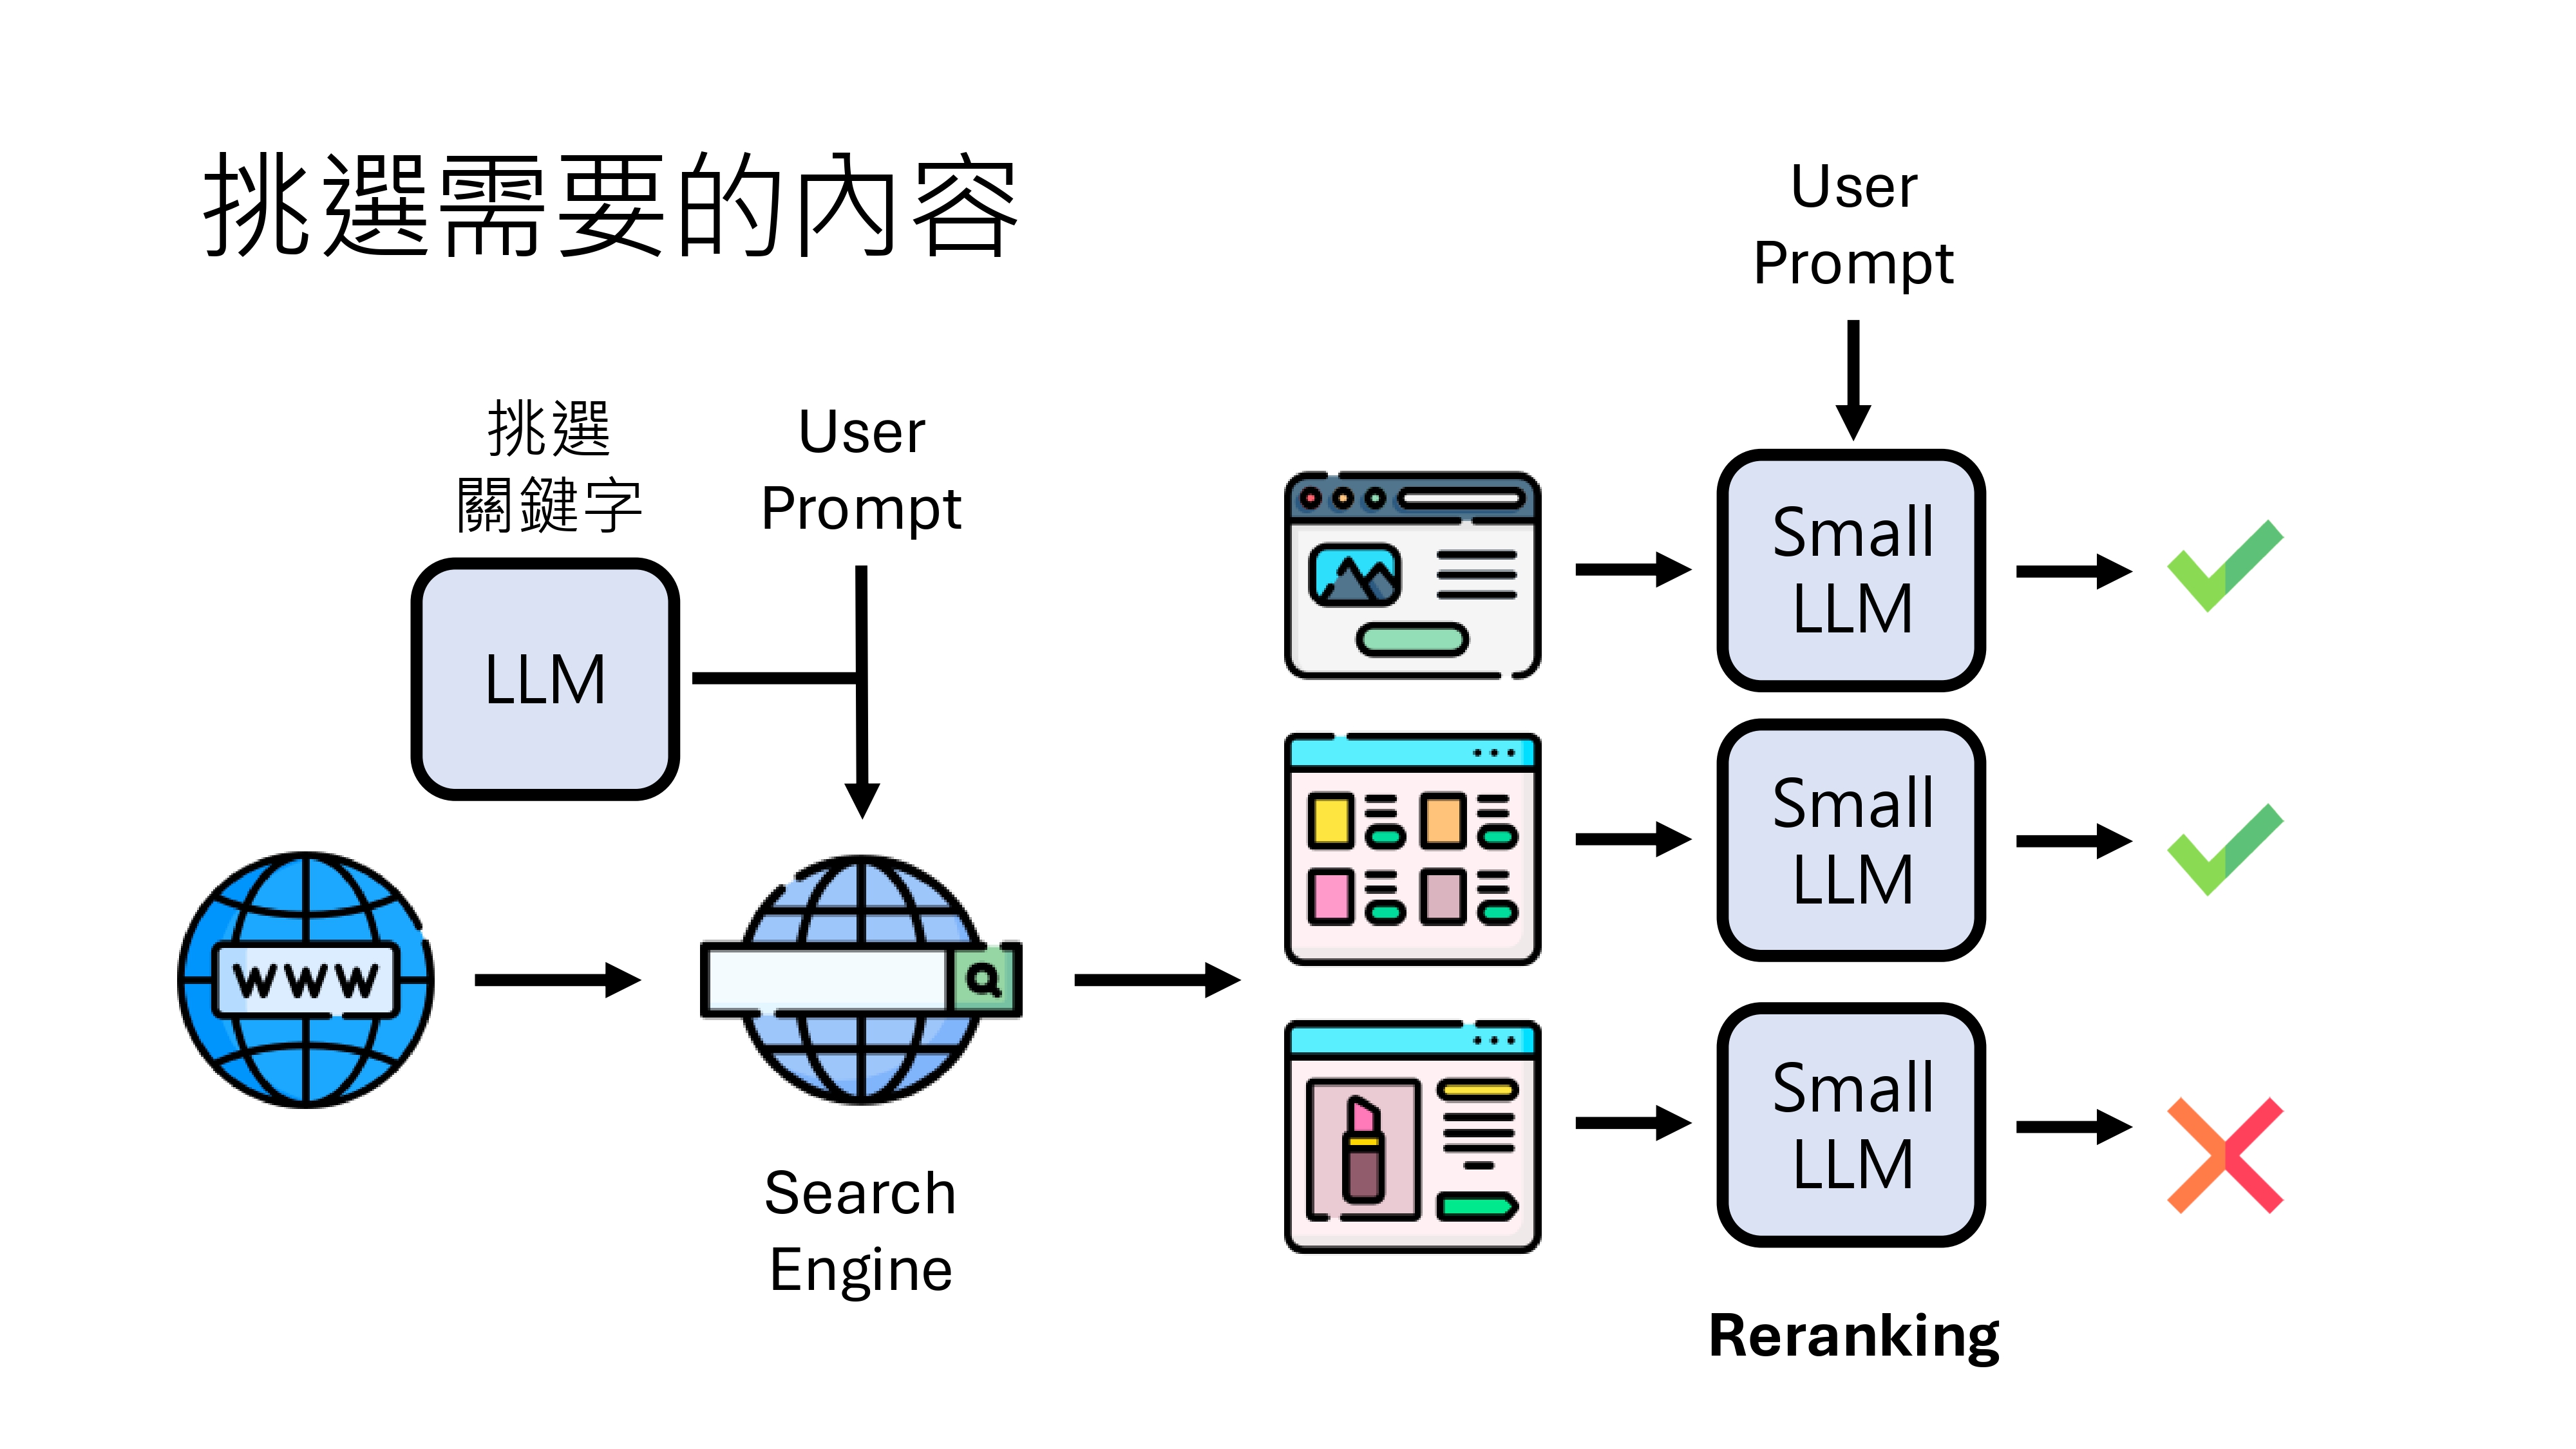 挑選需要的內容
挑選
關鍵字
User
Prompt
LLM
WWW
Search
Engine
User
Prompt
Small
LLM
Small
LLM
Small
LLM
Reranking